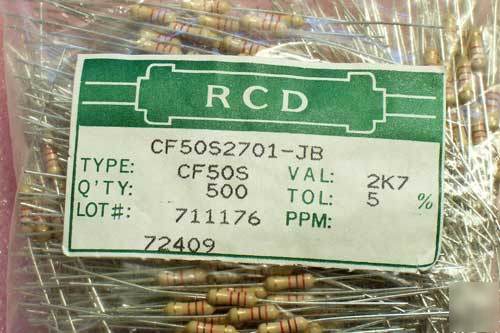 RCD
CF50S2701-JB
TYPE: CF50S VAL: 2K7
Q'TY: 500 TOL: 5 %
LOT#: 711176 PPM:
72409